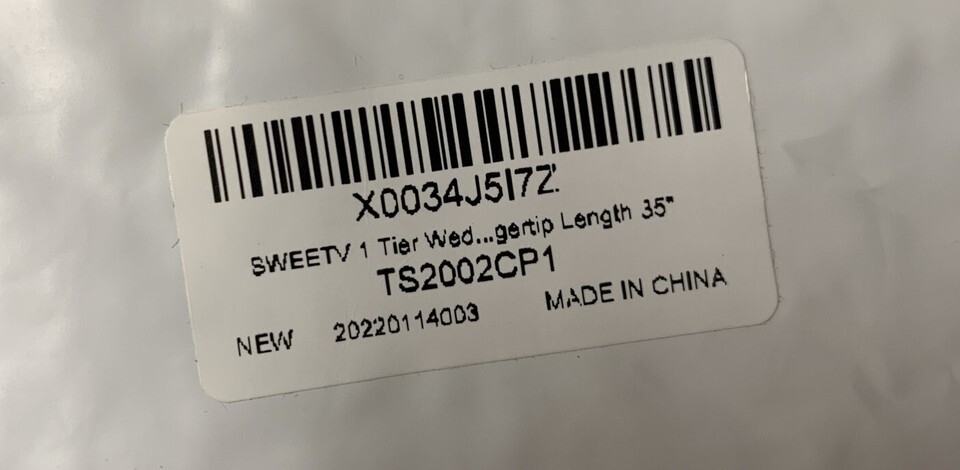 X0034J5I7Z
SWEETV 1 Tier Wed...gertip Length 35"
TS2002CP1
NEW 20220114003 MADE IN CHINA